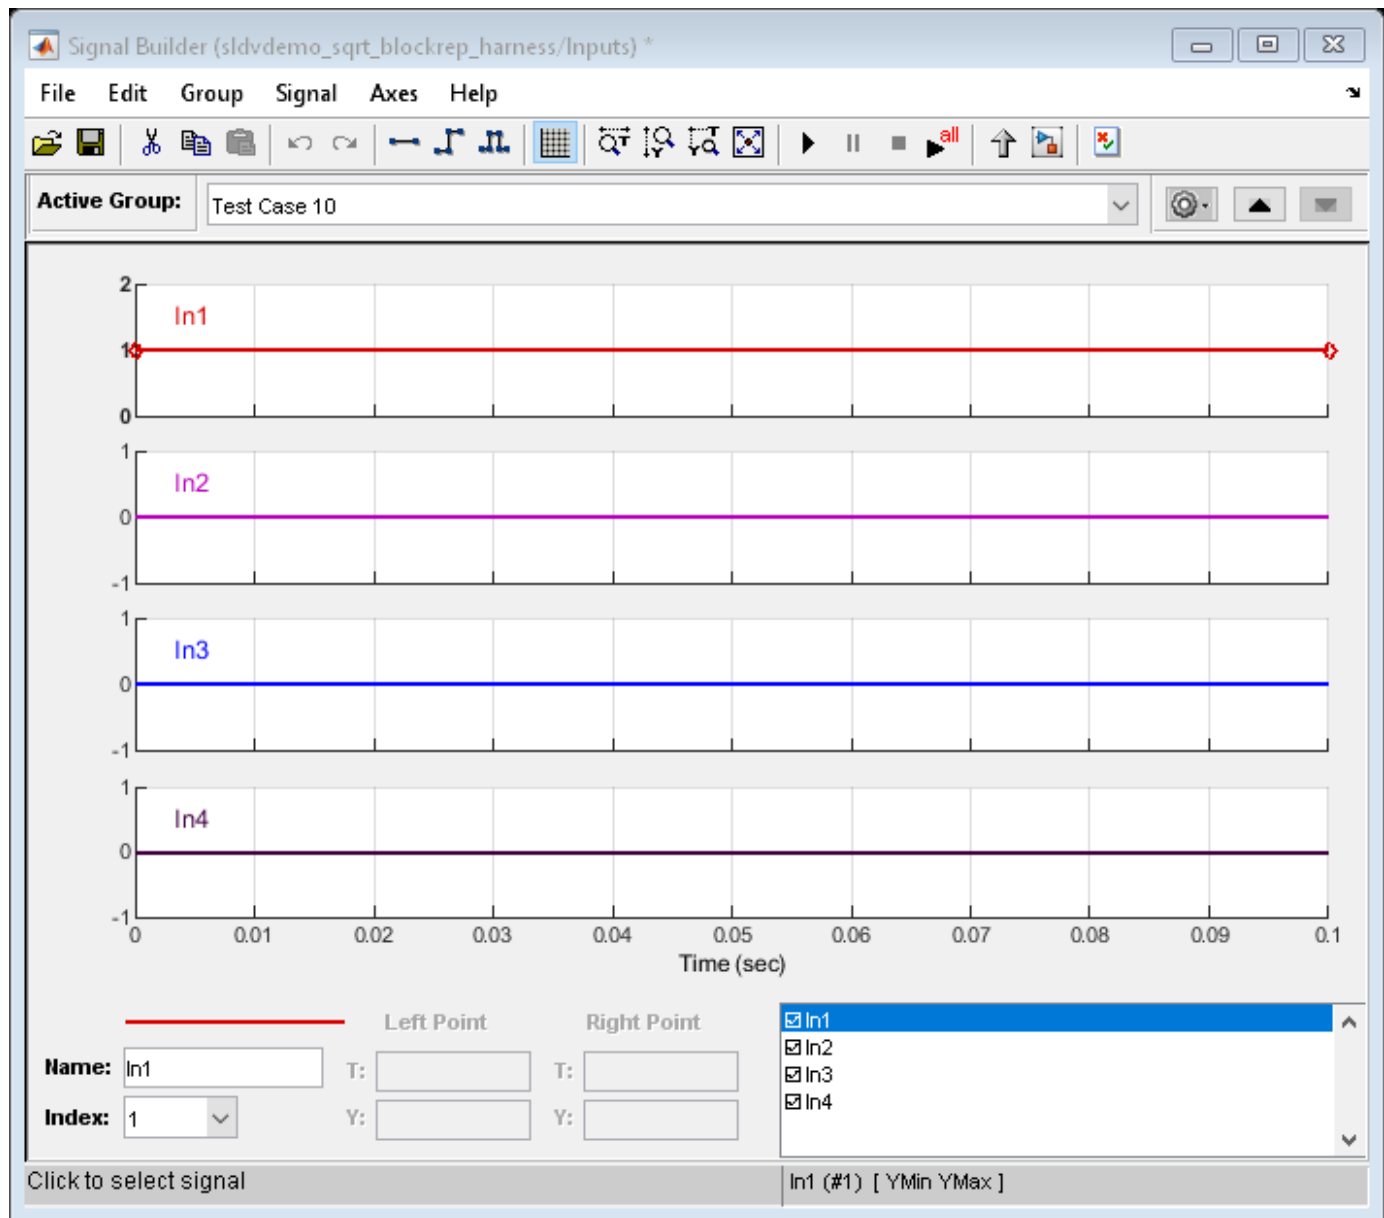 Signal Builder (sldvdemo_sqrt_blockrep_harness/Inputs) *
File Edit Group Signal Axes Help
all
Active Group: Test Case 10
2
In1
1
0
1
In2
0
-1
1
In3
0
-1
1
In4
0
-1
0 0.01 0.02 0.03 0.04 0.05 0.06 0.07 0.08 0.09 0.1
Time (sec)
Left Point Right Point
Name: In1 T: T:
Index: 1 Y: Y:
In1
In2
In3
In4
Click to select signal In1 (#1) [ YMin YMax ]